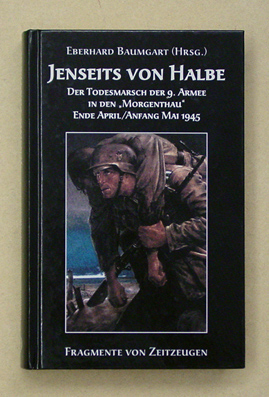 Eberhard Baumgart (Hrsg.)
Jenseits von Halbe
Der Todesmarsch der 9. Armee
in den „Morgenthau“
Ende April/Anfang Mai 1945
Fragmente von Zeitzeugen